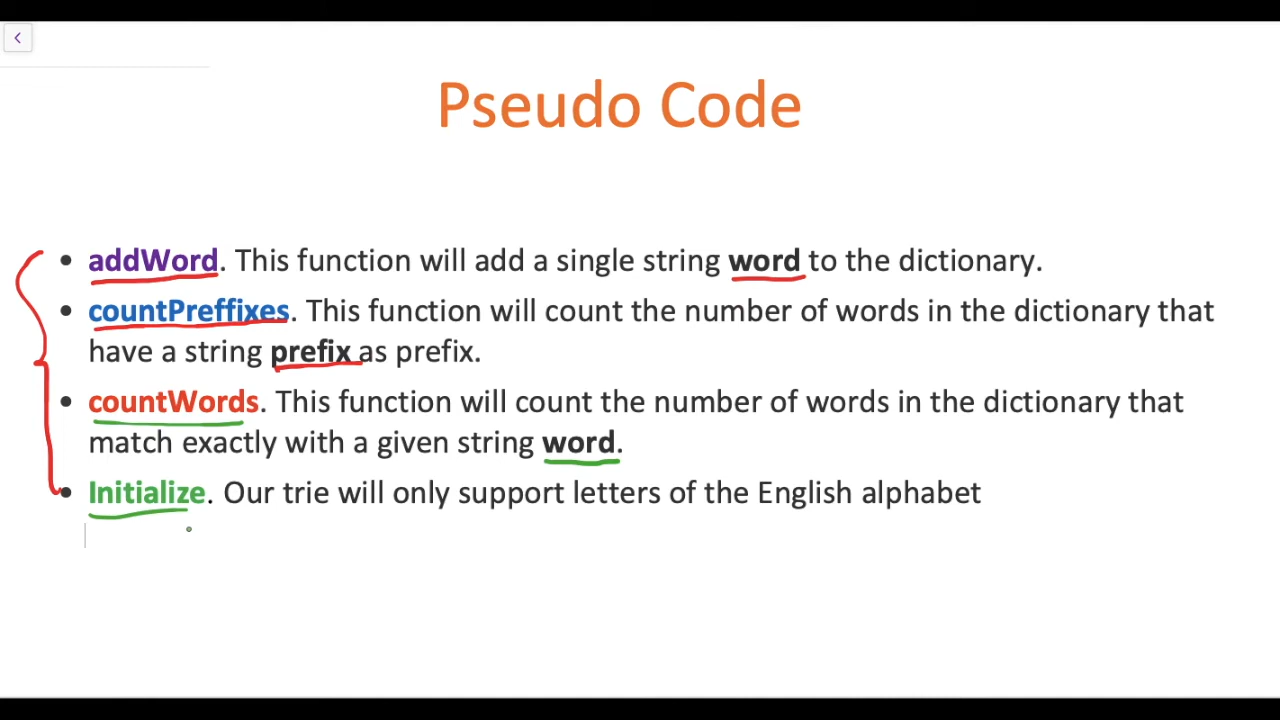 Pseudo Code
• addWord. This function will add a single string word to the dictionary.
• countPreffixes. This function will count the number of words in the dictionary that
have a string prefix as prefix.
• countWords. This function will count the number of words in the dictionary that
match exactly with a given string word.
• Initialize. Our trie will only support letters of the English alphabet